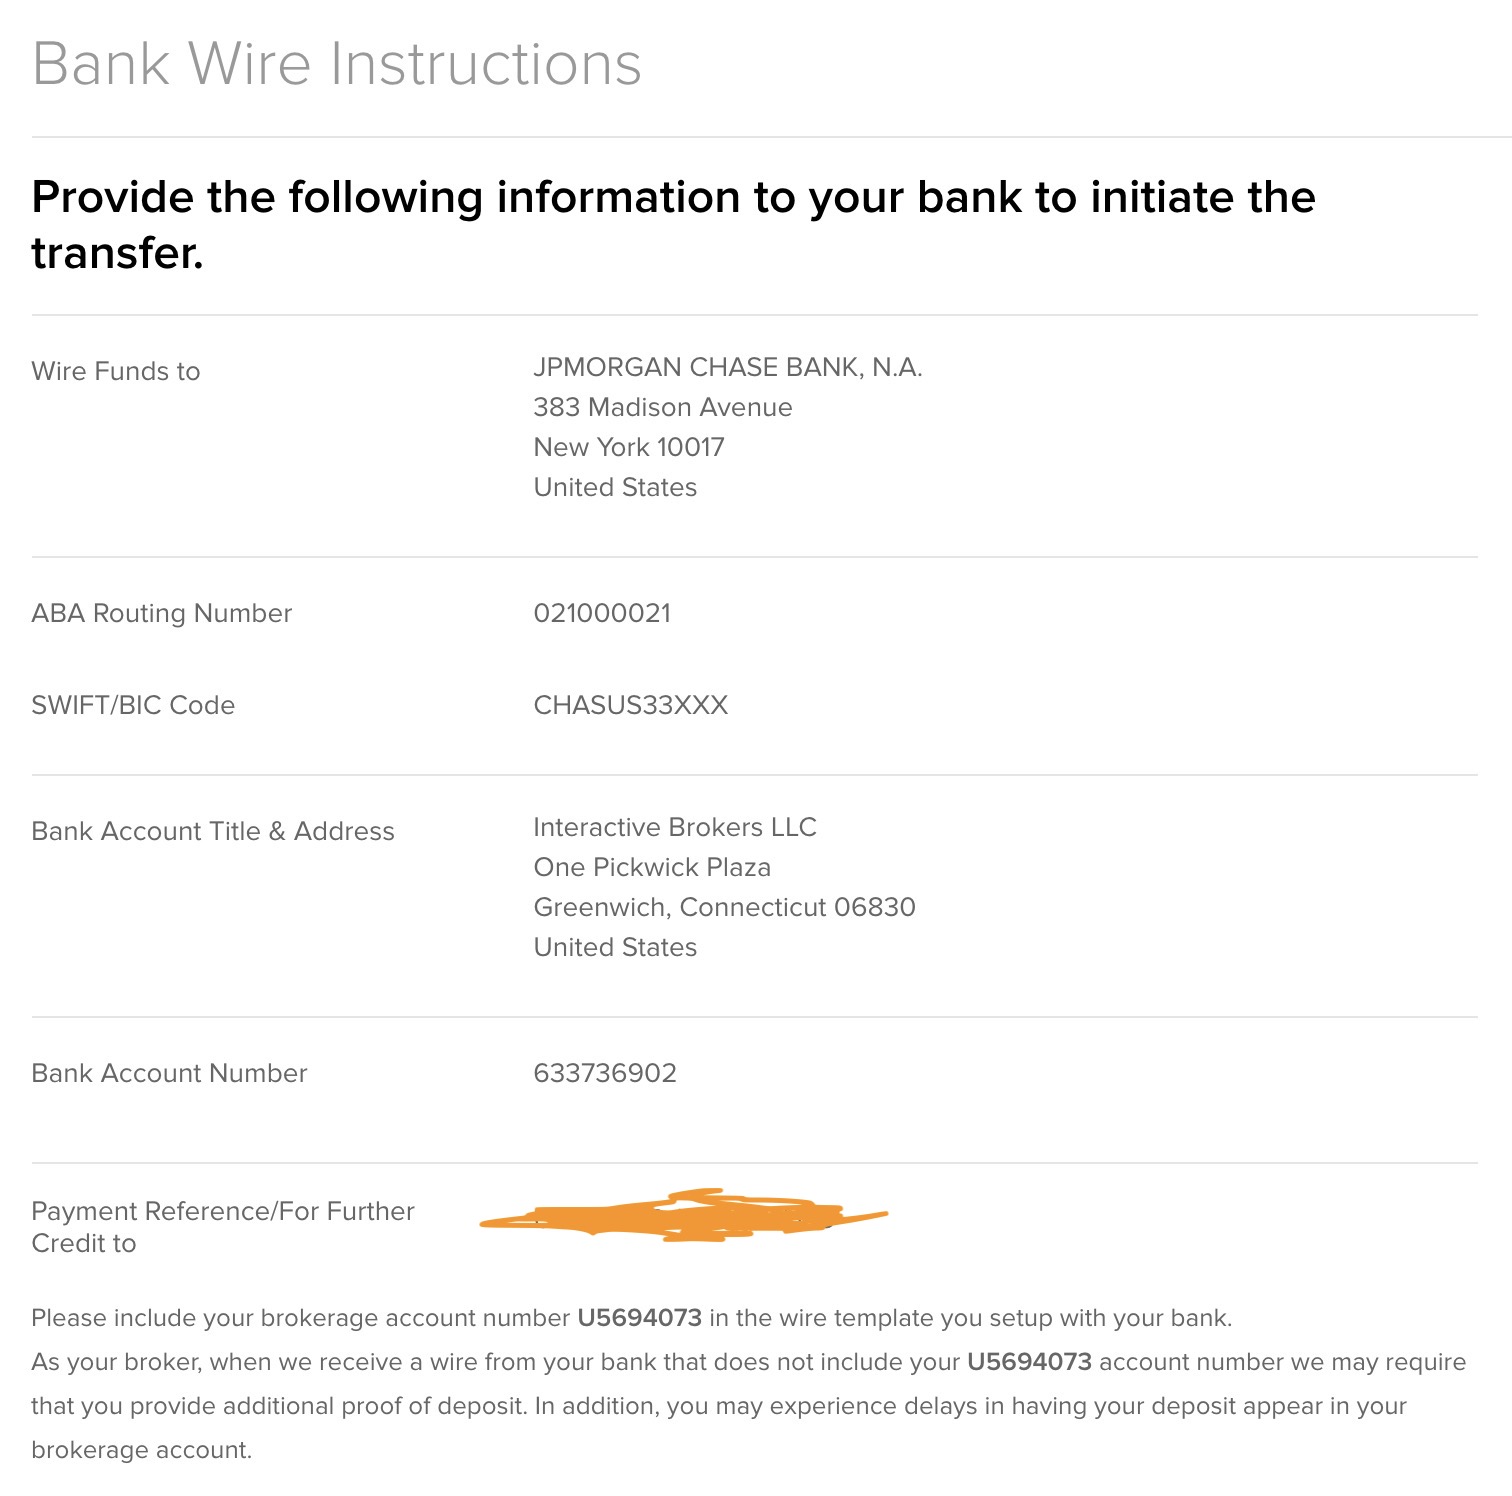 Bank Wire Instructions
Provide the following information to your bank to initiate the
transfer.
Wire Funds to
JPMORGAN CHASE BANK, N.A.
383 Madison Avenue
New York 10017
United States
ABA Routing Number
021000021
SWIFT/BIC Code
CHASUS33XXX
Bank Account Title & Address
Interactive Brokers LLC
One Pickwick Plaza
Greenwich, Connecticut 06830
United States
Bank Account Number
633736902
Payment Reference/For Further
Credit to
Please include your brokerage account number U5694073 in the wire template you setup with your bank.
As your broker, when we receive a wire from your bank that does not include your U5694073 account number we may require
that you provide additional proof of deposit. In addition, you may experience delays in having your deposit appear in your
brokerage account.